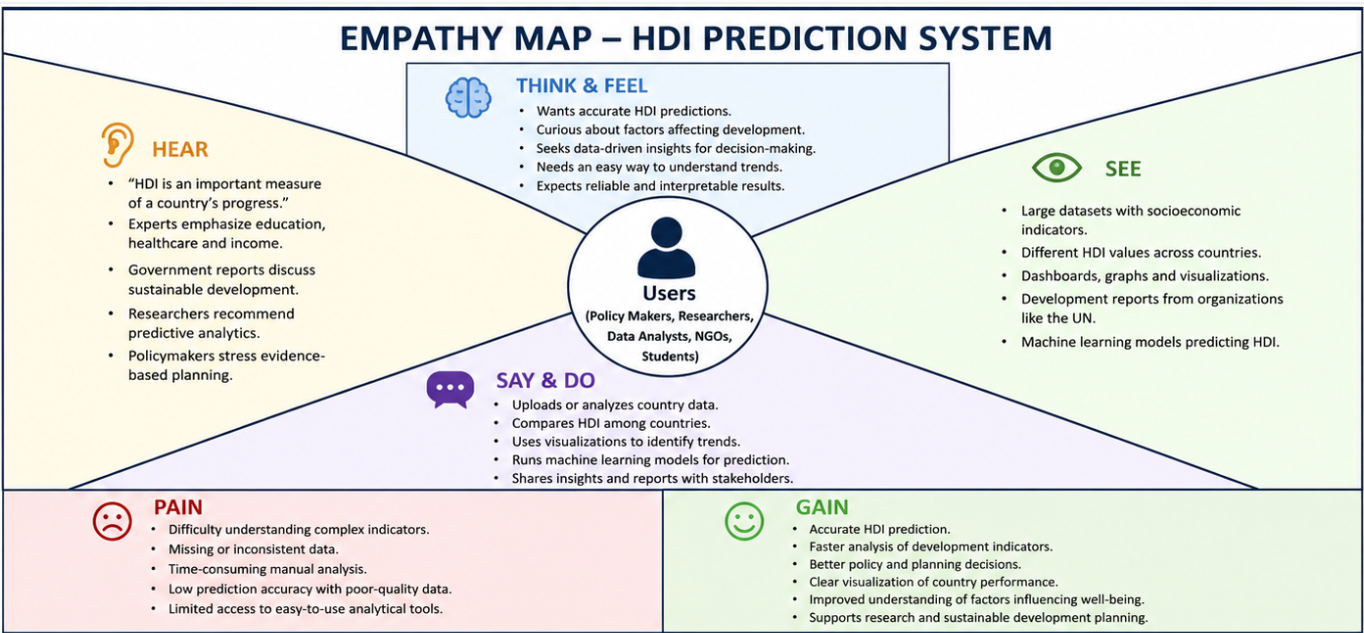 EMPATHY MAP – HDI PREDICTION SYSTEM
THINK & FEEL
• Wants accurate HDI predictions.
• Curious about factors affecting development.
• Seeks data-driven insights for decision-making.
• Needs an easy way to understand trends.
• Expects reliable and interpretable results.
HEAR
• “HDI is an important measure
of a country’s progress.”
• Experts emphasize education,
healthcare and income.
• Government reports discuss
sustainable development.
• Researchers recommend
predictive analytics.
• Policymakers stress evidence-
based planning.
SEE
• Large datasets with socioeconomic
indicators.
• Different HDI values across countries.
• Dashboards, graphs and visualizations.
• Development reports from organizations
like the UN.
• Machine learning models predicting HDI.
Users
(Policy Makers, Researchers,
Data Analysts, NGOs,
Students)
SAY & DO
• Uploads or analyzes country data.
• Compares HDI among countries.
• Uses visualizations to identify trends.
• Runs machine learning models for prediction.
• Shares insights and reports with stakeholders.
PAIN
• Difficulty understanding complex indicators.
• Missing or inconsistent data.
• Time-consuming manual analysis.
• Low prediction accuracy with poor-quality data.
• Limited access to easy-to-use analytical tools.
GAIN
• Accurate HDI prediction.
• Faster analysis of development indicators.
• Better policy and planning decisions.
• Clear visualization of country performance.
• Improved understanding of factors influencing well-being.
• Supports research and sustainable development planning.